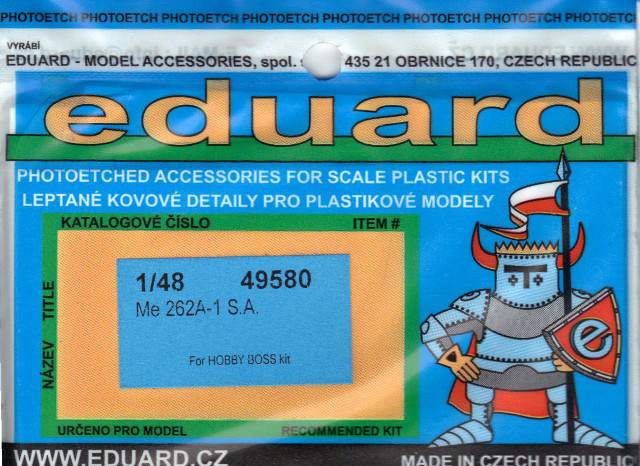 PHOTOETCH PHOTOETCH PHOTOETCH PHOTOETCH PHOTOETCH PHOTOETCH PHOTOETCH PHOTOETCH
VYRÁBÍ
EDUARD - MODEL ACCESSORIES, spol. 435 21 OBRNICE 170, CZECH REPUBLIC
eduard
PHOTOETCHED ACCESSORIES FOR SCALE PLASTIC KITS
LEPTANÉ KOVOVÉ DETAILY PRO PLASTIKOVÉ MODELY
KATALOGOVÉ ČÍSLO ITEM #
1/48 49580
Me 262A-1 S.A.
For HOBBY BOSS kit
NÁZEV TITLE
e
URČENO PRO MODEL RECOMMENDED KIT
WWW.EDUARD.CZ MADE IN CZECH REPUBLIC